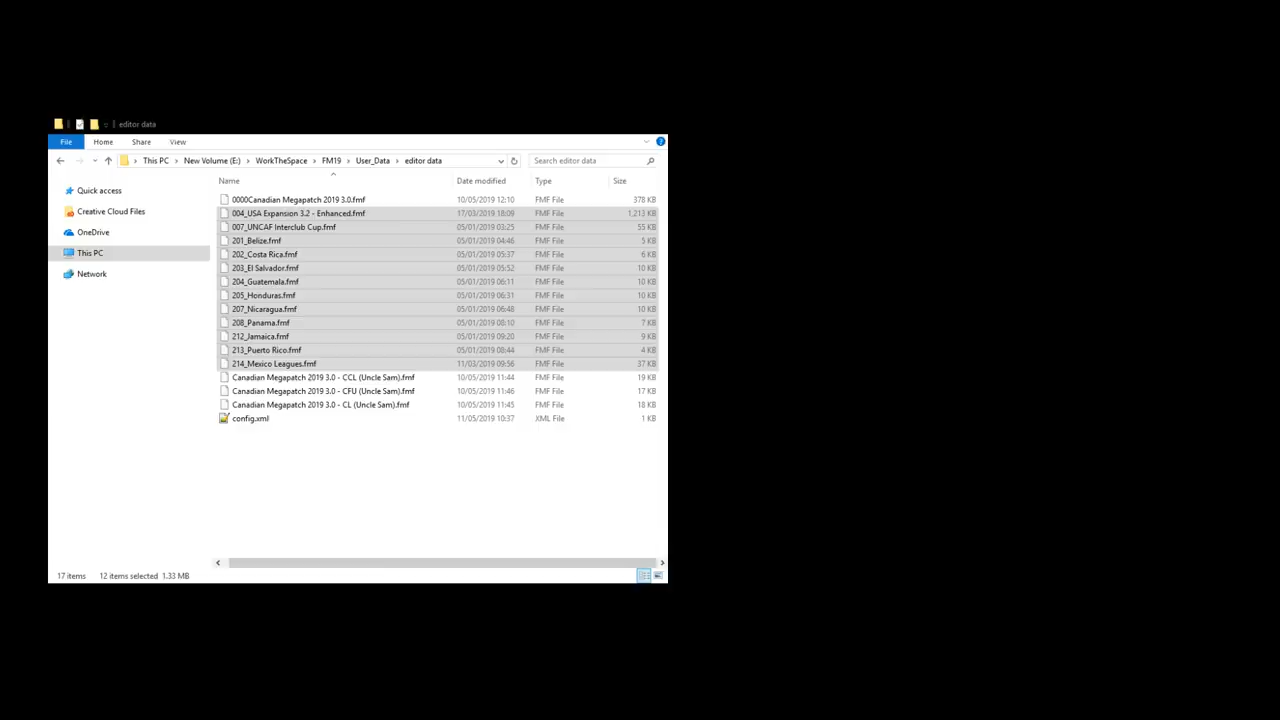 editor data
File Home Share View
This PC New Volume (E:) WorkTheSpace FM19 User_Data editor data Search editor data
Name Date modified Type Size
Quick access
Creative Cloud Files
OneDrive
This PC
Network
0000Canadian Megapatch 2019 3.0.fmf 10/05/2019 12:10 FMF File 378 KB
004_USA Expansion 3.2 - Enhanced.fmf 17/03/2019 18:09 FMF File 1,213 KB
007_UNCAF Interclub Cup.fmf 05/01/2019 03:25 FMF File 55 KB
201_Belize.fmf 05/01/2019 04:46 FMF File 5 KB
202_Costa Rica.fmf 05/01/2019 05:37 FMF File 6 KB
203_El Salvador.fmf 05/01/2019 05:52 FMF File 10 KB
204_Guatemala.fmf 05/01/2019 06:11 FMF File 10 KB
205_Honduras.fmf 05/01/2019 06:31 FMF File 10 KB
207_Nicaragua.fmf 05/01/2019 06:48 FMF File 10 KB
208_Panama.fmf 05/01/2019 08:10 FMF File 7 KB
212_Jamaica.fmf 05/01/2019 09:20 FMF File 9 KB
213_Puerto Rico.fmf 05/01/2019 08:44 FMF File 4 KB
214_Mexico Leagues.fmf 11/03/2019 09:56 FMF File 37 KB
Canadian Megapatch 2019 3.0 - CCL (Uncle Sam).fmf 10/05/2019 11:44 FMF File 19 KB
Canadian Megapatch 2019 3.0 - CFU (Uncle Sam).fmf 10/05/2019 11:46 FMF File 17 KB
Canadian Megapatch 2019 3.0 - CL (Uncle Sam).fmf 10/05/2019 11:45 FMF File 18 KB
config.xml 11/05/2019 10:37 XML File 1 KB
17 items 12 items selected 1.33 MB